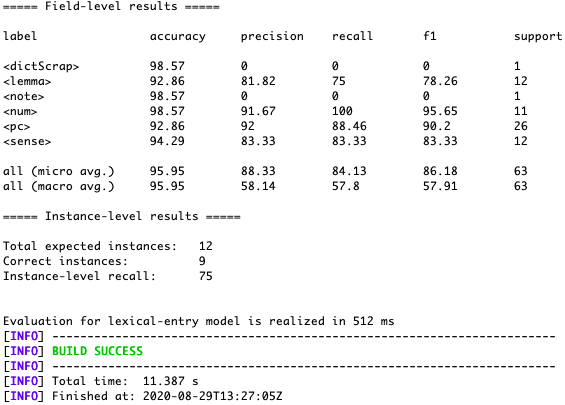 ===== Field-level results =====
label accuracy precision recall f1 support
<dictScrap> 98.57 0 0 0 1
<lemma> 92.86 81.82 75 78.26 12
<note> 98.57 0 0 0 1
<num> 98.57 91.67 100 95.65 11
<pc> 92.86 92 88.46 90.2 26
<sense> 94.29 83.33 83.33 83.33 12
all (micro avg.) 95.95 88.33 84.13 86.18 63
all (macro avg.) 95.95 58.14 57.8 57.91 63
===== Instance-level results =====
Total expected instances: 12
Correct instances: 9
Instance-level recall: 75
Evaluation for lexical-entry model is realized in 512 ms
[INFO] ------------------------------------------------------------------------
[INFO] BUILD SUCCESS
[INFO] ------------------------------------------------------------------------
[INFO] Total time: 11.387 s
[INFO] Finished at: 2020-08-29T13:27:05Z